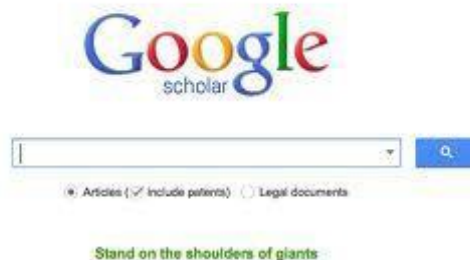 Google
scholar
Articles (✓ include patents) Legal documents
Stand on the shoulders of giants